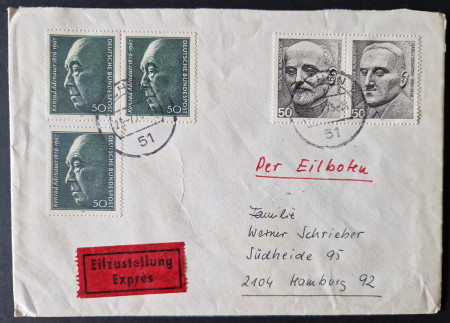 Konrad Adenauer 1876-1967
DEUTSCHE BUNDESPOST
50
Konrad Adenauer 1876-1967
DEUTSCHE BUNDESPOST
50
Konrad Adenauer 1876-1967
DEUTSCHE BUNDESPOST
50
50
50
51
51
Per Eilboten
Familie
Werner Schrieber
Südheide 95
2104 Hamburg 92
Eilzustellung
Exprès